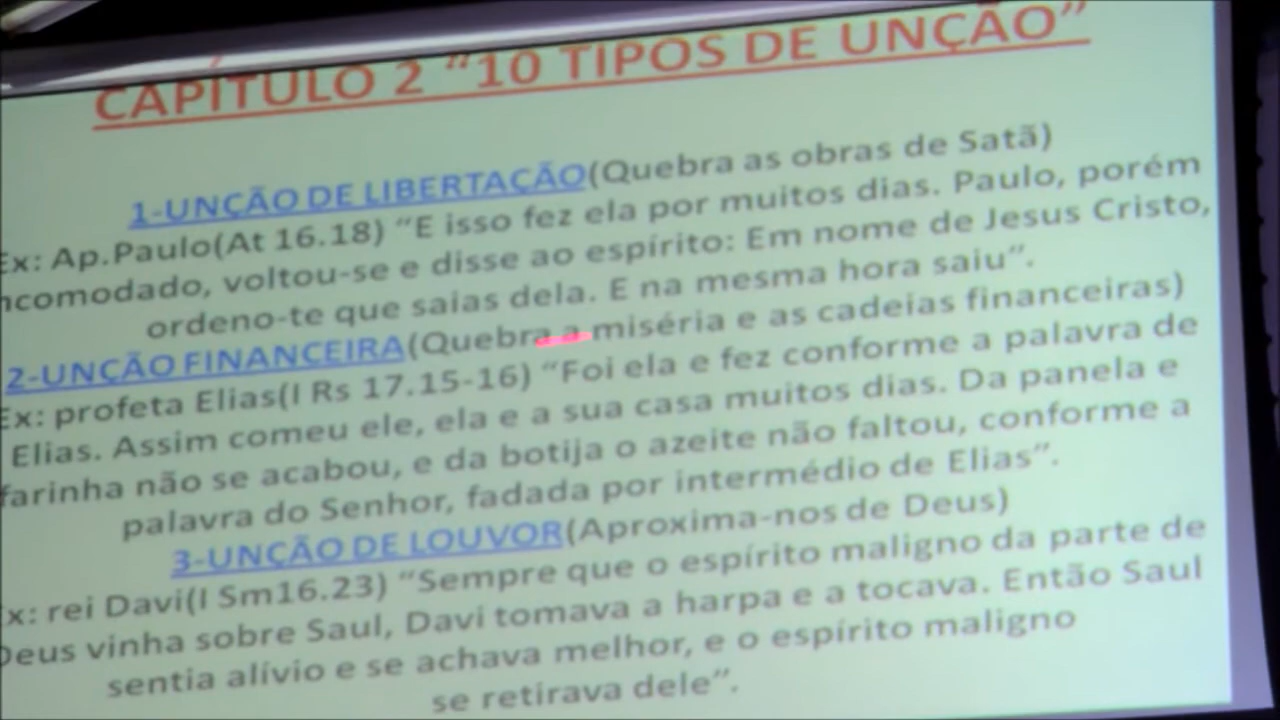 CAPÍTULO 2 “10 TIPOS DE UNÇÃO”
1-UNÇÃO DE LIBERTAÇÃO(Quebra as obras de Satã)
Ex: Ap.Paulo(At 16.18) “E isso fez ela por muitos dias. Paulo, porém
ncomodado, voltou-se e disse ao espírito: Em nome de Jesus Cristo,
ordeno-te que saias dela. E na mesma hora saiu”.
2-UNÇÃO FINANCEIRA(Quebra a miséria e as cadeias financeiras)
Ex: profeta Elias(I Rs 17.15-16) “Foi ela e fez conforme a palavra de
Elias. Assim comeu ele, ela e a sua casa muitos dias. Da panela e
farinha não se acabou, e da botija o azeite não faltou, conforme a
palavra do Senhor, fadada por intermédio de Elias”.
3-UNÇÃO DE LOUVOR(Aproxima-nos de Deus)
Ex: rei Davi(I Sm16.23) “Sempre que o espírito maligno da parte de
Deus vinha sobre Saul, Davi tomava a harpa e a tocava. Então Saul
sentia alívio e se achava melhor, e o espírito maligno
se retirava dele”.